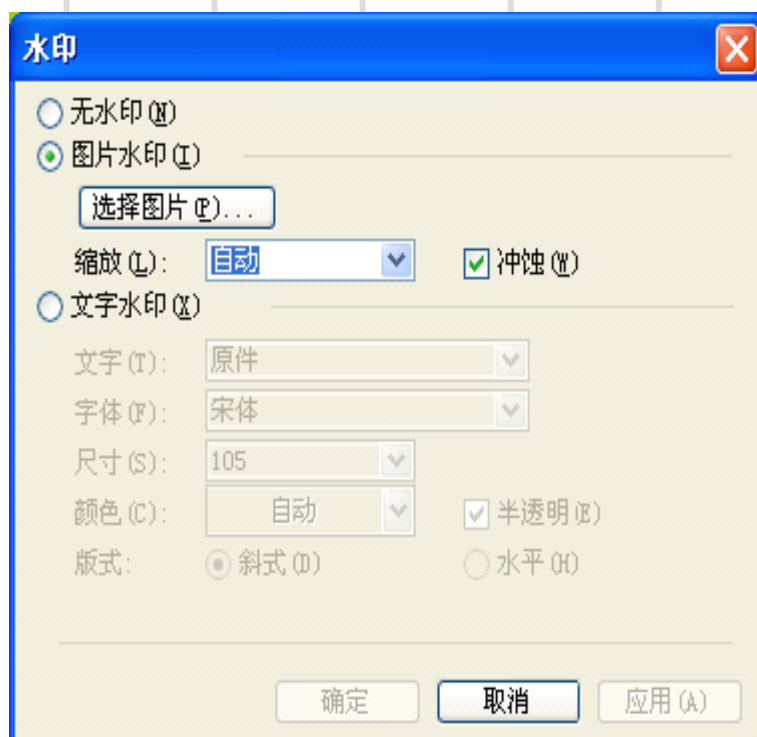 水印
无水印(N)
图片水印(I)
选择图片(P)...
缩放(L): 自动 冲蚀(W)
文字水印(X)
文字(T): 原件
字体(F): 宋体
尺寸(S): 105
颜色(C): 自动 半透明(E)
版式: 斜式(D) 水平(H)
确定 取消 应用(A)